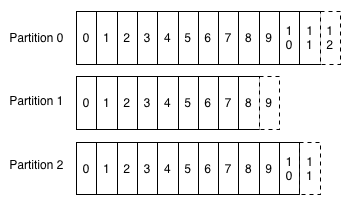 Partition 0 0 1 2 3 4 5 6 7 8 9 10 11 12
Partition 1 0 1 2 3 4 5 6 7 8 9
Partition 2 0 1 2 3 4 5 6 7 8 9 10 11